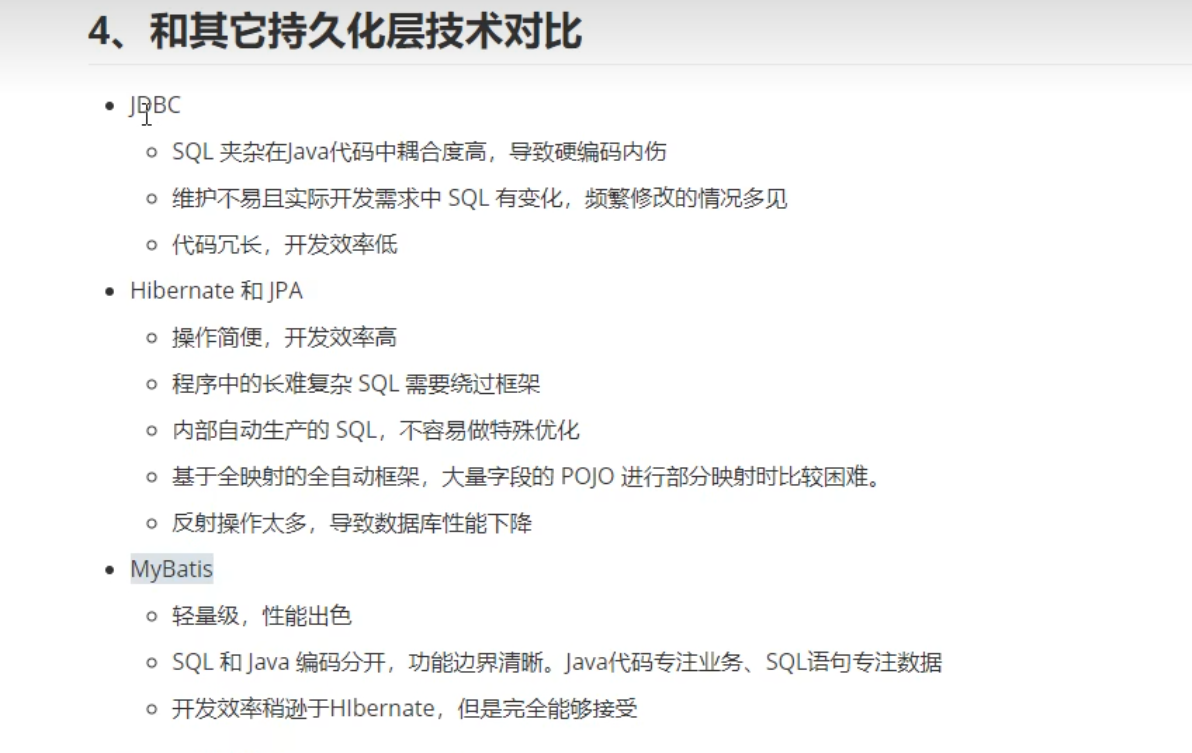 4、和其它持久化层技术对比
JDBC
SQL 夹杂在Java代码中耦合度高，导致硬编码内伤
维护不易且实际开发需求中 SQL 有变化，频繁修改的情况多见
代码冗长，开发效率低
Hibernate 和 JPA
操作简便，开发效率高
程序中的长难复杂 SQL 需要绕过框架
内部自动生产的 SQL，不容易做特殊优化
基于全映射的全自动框架，大量字段的 POJO 进行部分映射时比较困难。
反射操作太多，导致数据库性能下降
MyBatis
轻量级，性能出色
SQL 和 Java 编码分开，功能边界清晰。Java代码专注业务、SQL语句专注数据
开发效率稍逊于HIbernate，但是完全能够接受